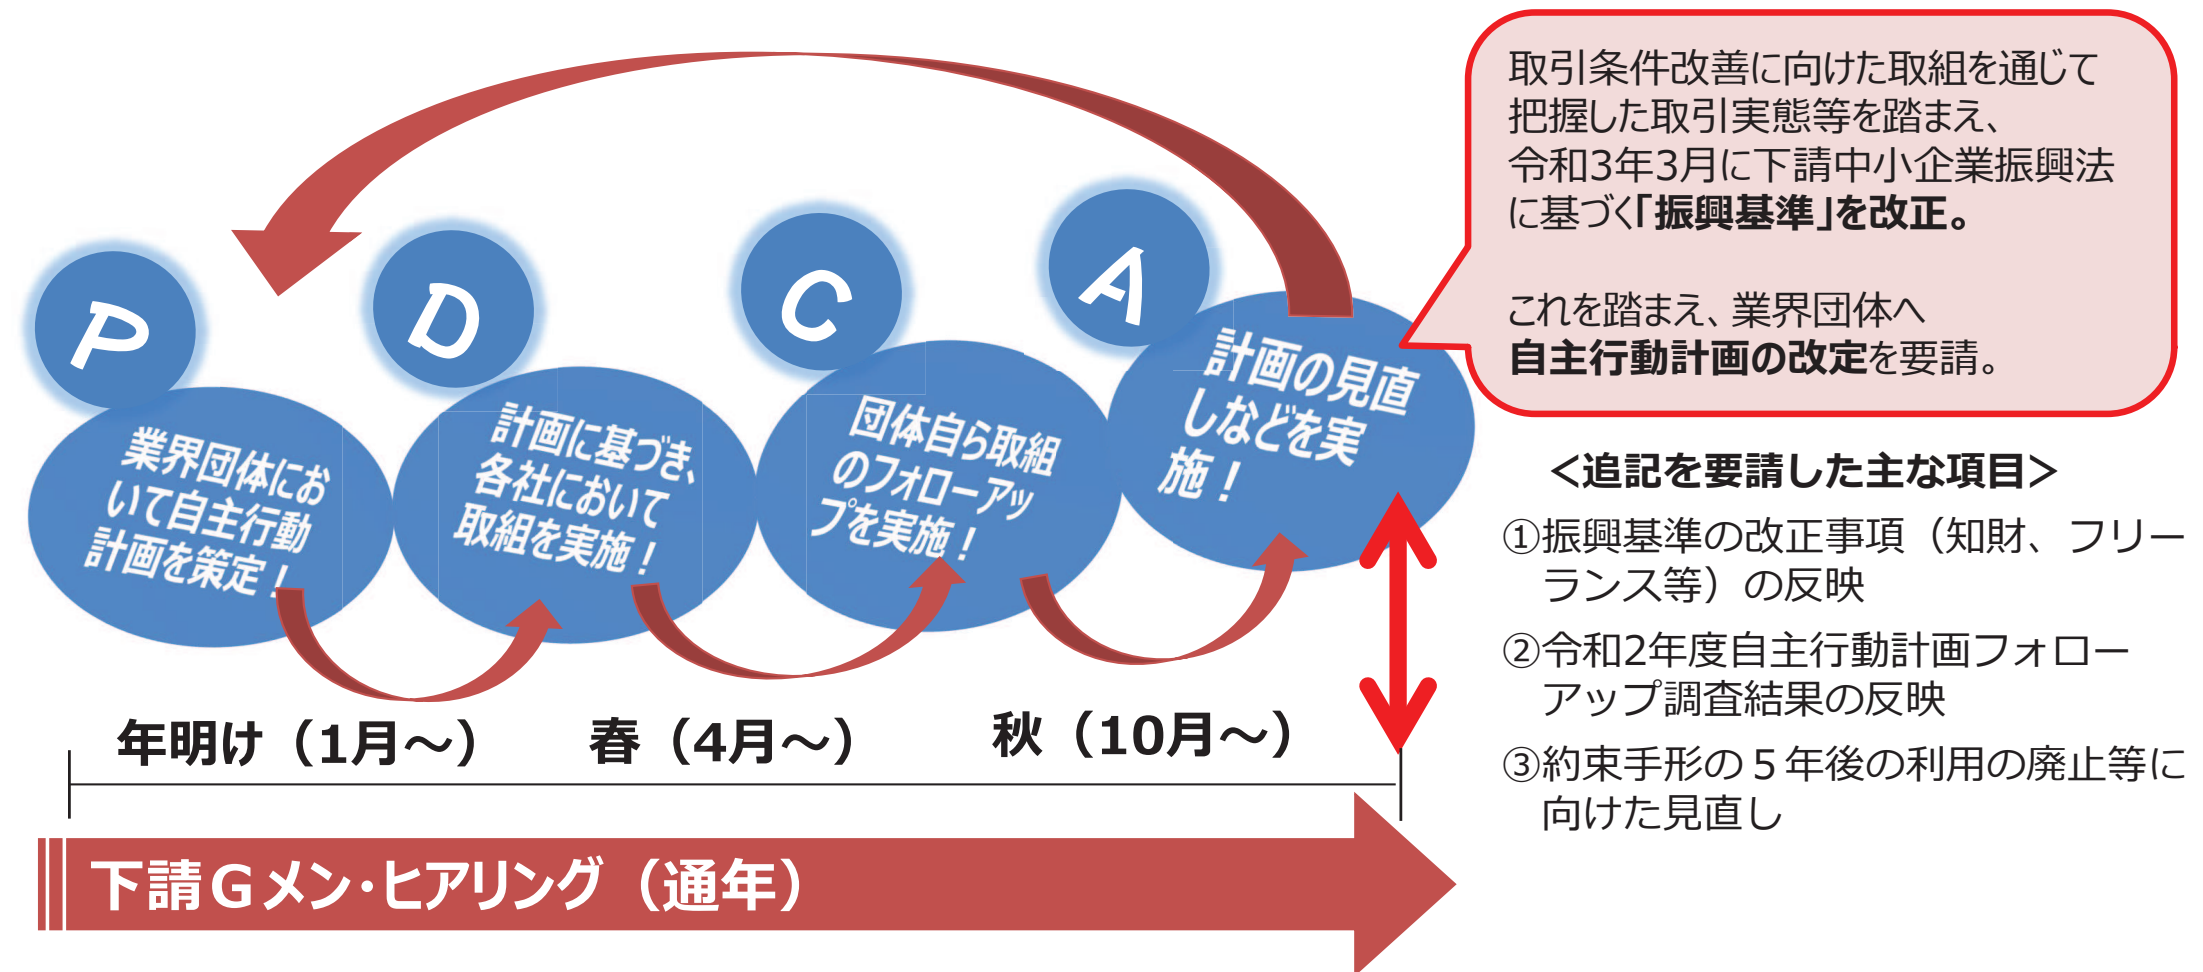 P
業界団体にお
いて自主行動
計画を策定！
D
計画に基づき、
各社において
取組を実施！
C
団体自ら取組
のフォローアッ
プを実施！
A
計画の見直
しなどを実
施！
取引条件改善に向けた取組を通じて
把握した取引実態等を踏まえ、
令和3年3月に下請中小企業振興法
に基づく「振興基準」を改正。
これを踏まえ、業界団体へ
自主行動計画の改定を要請。
＜追記を要請した主な項目＞
①振興基準の改正事項（知財、フリー
ランス等）の反映
②令和2年度自主行動計画フォロー
アップ調査結果の反映
③約束手形の５年後の利用の廃止等に
向けた見直し
年明け（1月～）
春（4月～）
秋（10月～）
下請Ｇメン・ヒアリング（通年）